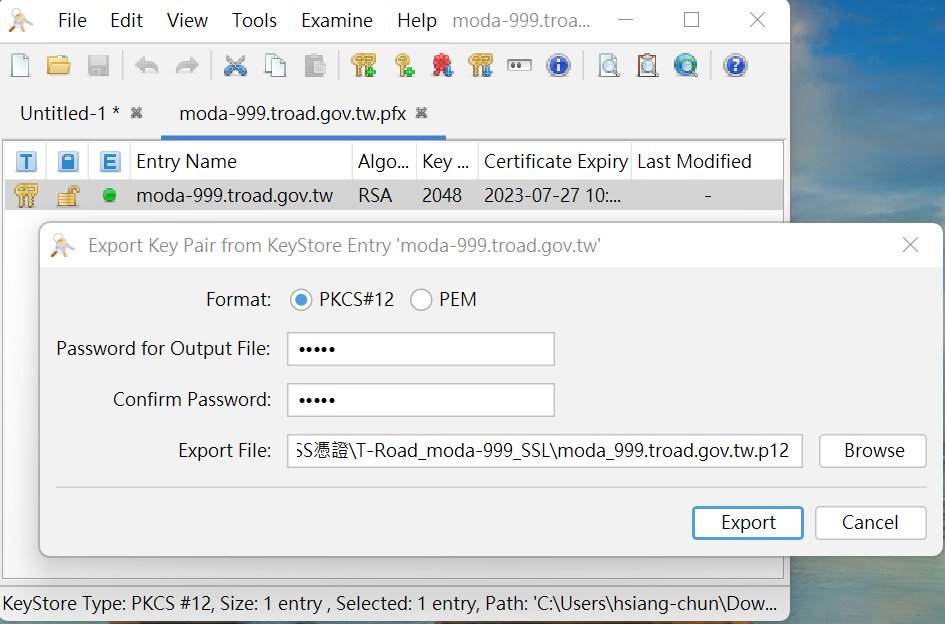 File Edit View Tools Examine Help moda-999.troa...
Untitled-1 * moda-999.troad.gov.tw.pfx
T E Entry Name Algo... Key ... Certificate Expiry Last Modified
moda-999.troad.gov.tw RSA 2048 2023-07-27 10:... -
Export Key Pair from KeyStore Entry 'moda-999.troad.gov.tw'
Format: PKCS#12 PEM
Password for Output File: •••••
Confirm Password: •••••
Export File: SS憑證\T-Road_moda-999_SSL\moda_999.troad.gov.tw.p12 Browse
Export Cancel
KeyStore Type: PKCS #12, Size: 1 entry , Selected: 1 entry, Path: 'C:\Users\hsiang-chun\Dow...